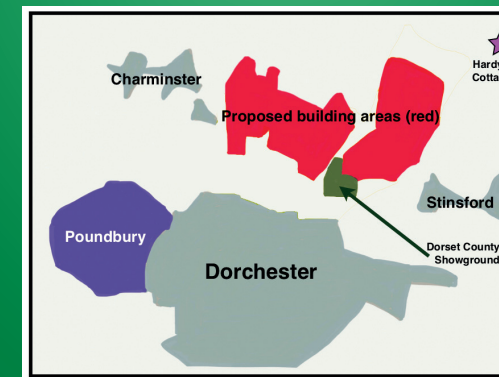 Hardy
Cotta
Charminster
Proposed building areas (red)
Stinsford
Poundbury
Dorset County
Showground
Dorchester